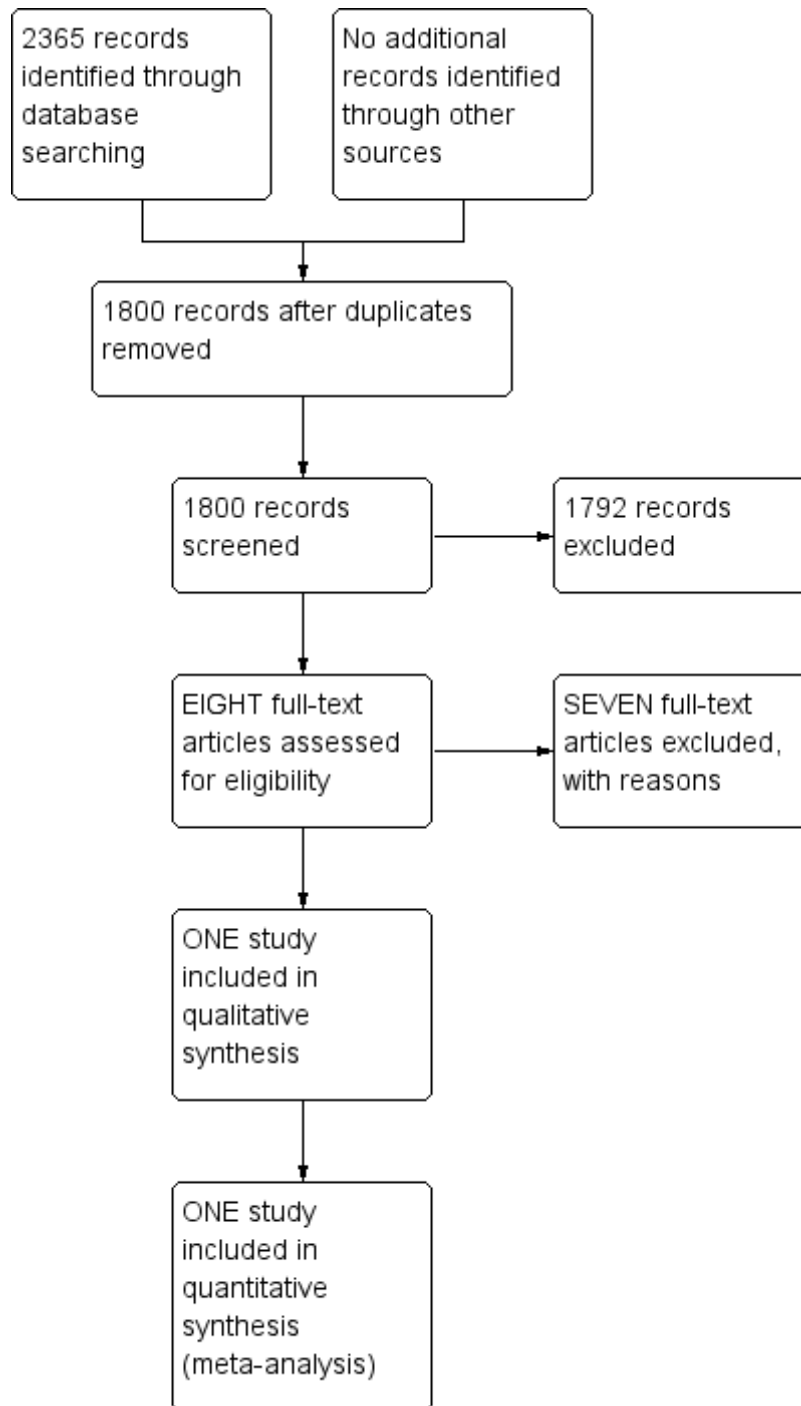 2365 records
identified through
database
searching
No additional
records identified
through other
sources
1800 records after duplicates
removed
1800 records
screened
1792 records
excluded
EIGHT full-text
articles assessed
for eligibility
SEVEN full-text
articles excluded,
with reasons
ONE study
included in
qualitative
synthesis
ONE study
included in
quantitative
synthesis
(meta-analysis)